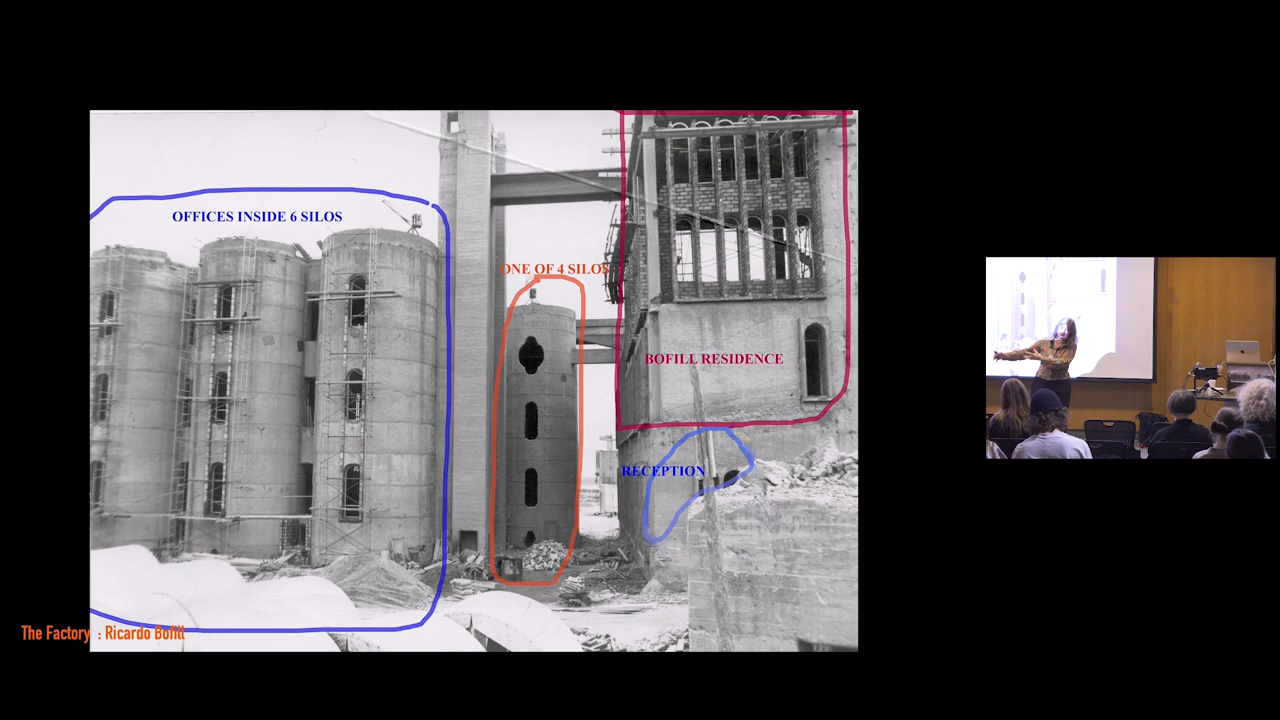 OFFICES INSIDE 6 SILOS
ONE OF 4 SILOS
BOFILL RESIDENCE
RECEPTION
The Factory : Ricardo Bofill